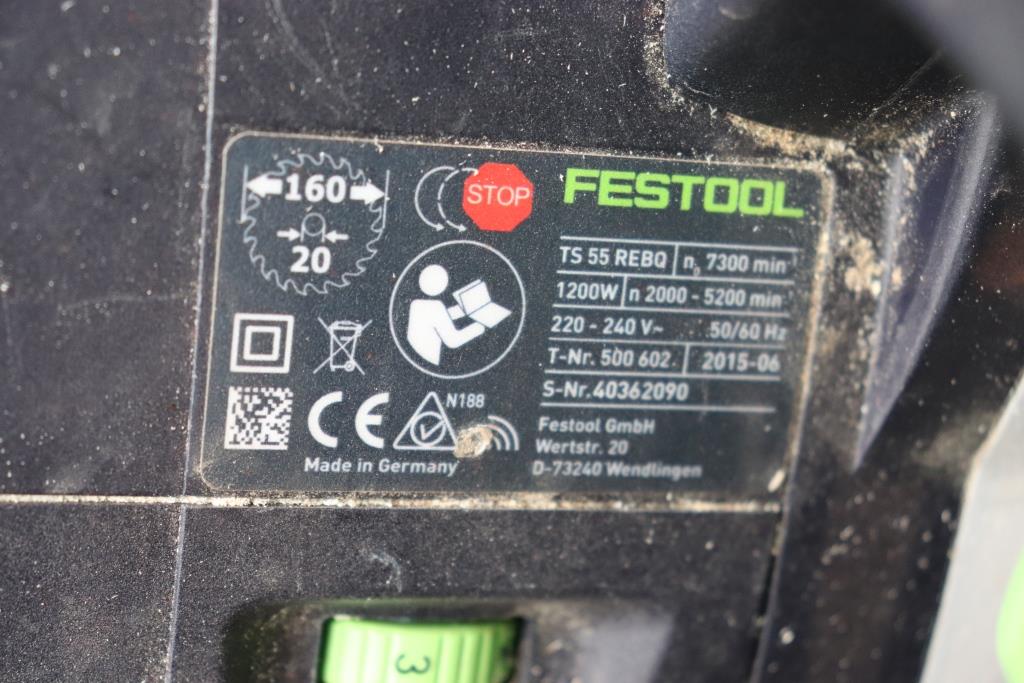 160
20
STOP
FESTOOL
TS 55 REBQ n₀ 7300 min⁻¹
1200W n 2000 - 5200 min⁻¹
220 - 240 V~ 50/60 Hz
T-Nr. 500 602 2015-06
S-Nr. 40362090
Festool GmbH
Wertstr. 20
D-73240 Wendlingen
CE
N188
Made in Germany
3